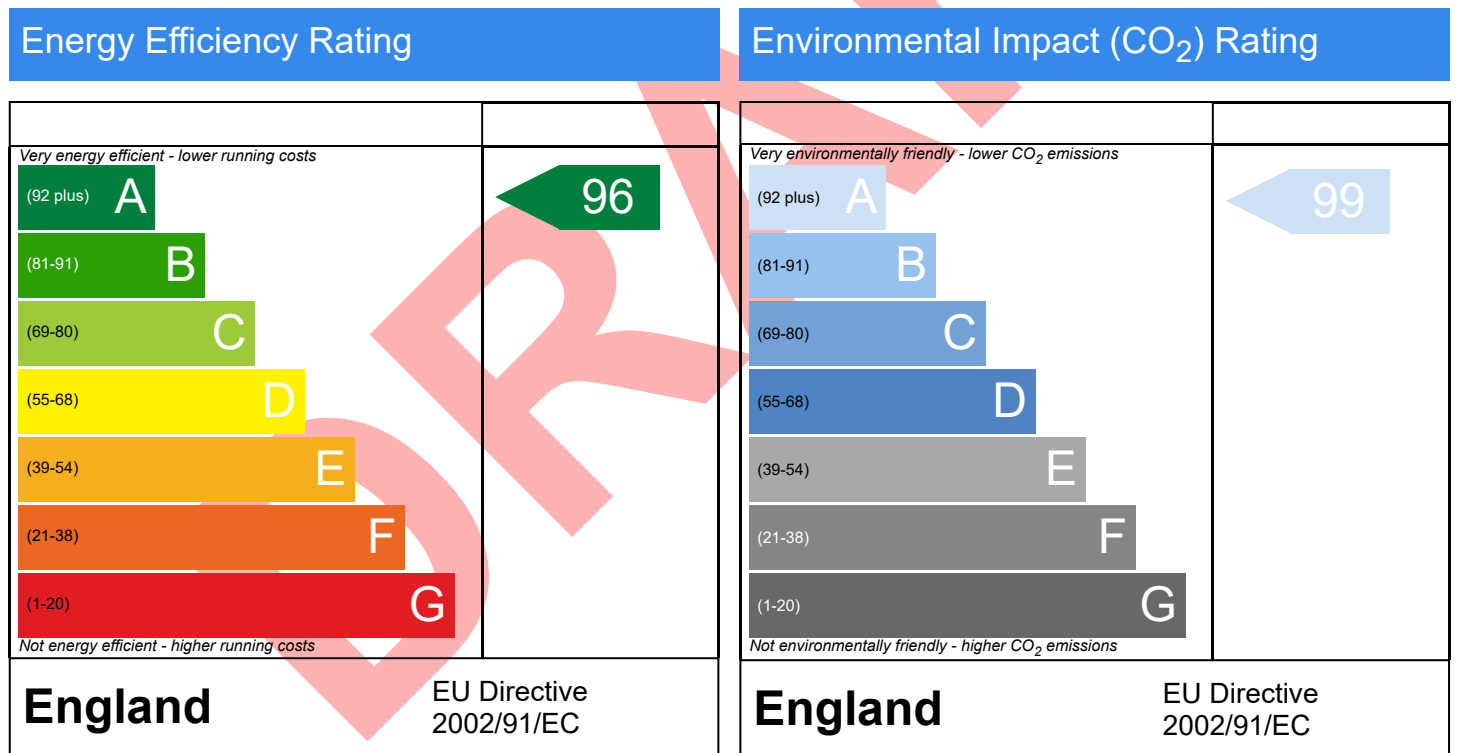 Energy Efficiency Rating
Very energy efficient - lower running costs
(92 plus) A
96
(81-91) B
(69-80) C
(55-68) D
(39-54) E
(21-38) F
(1-20) G
Not energy efficient - higher running costs
England
EU Directive
2002/91/EC
Environmental Impact (CO₂) Rating
Very environmentally friendly - lower CO₂ emissions
(92 plus) A
99
(81-91) B
(69-80) C
(55-68) D
(39-54) E
(21-38) F
(1-20) G
Not environmentally friendly - higher CO₂ emissions
England
EU Directive
2002/91/EC